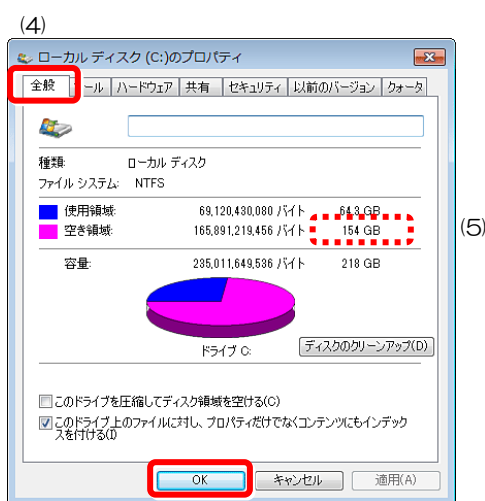 (4)
ローカル ディスク (C:)のプロパティ
全般 ツール ハードウェア 共有 セキュリティ 以前のバージョン クォータ
種類: ローカル ディスク
ファイル システム: NTFS
使用領域: 69,120,430,080 バイト 64.3 GB
空き領域: 165,891,219,456 バイト 154 GB
(5)
容量: 235,011,649,536 バイト 218 GB
ドライブ C:
ディスクのクリーンアップ(D)
このドライブを圧縮してディスク領域を空ける(C)
このドライブ上のファイルに対し、プロパティだけでなくコンテンツにもインデック
スを付ける(I)
OK キャンセル 適用(A)